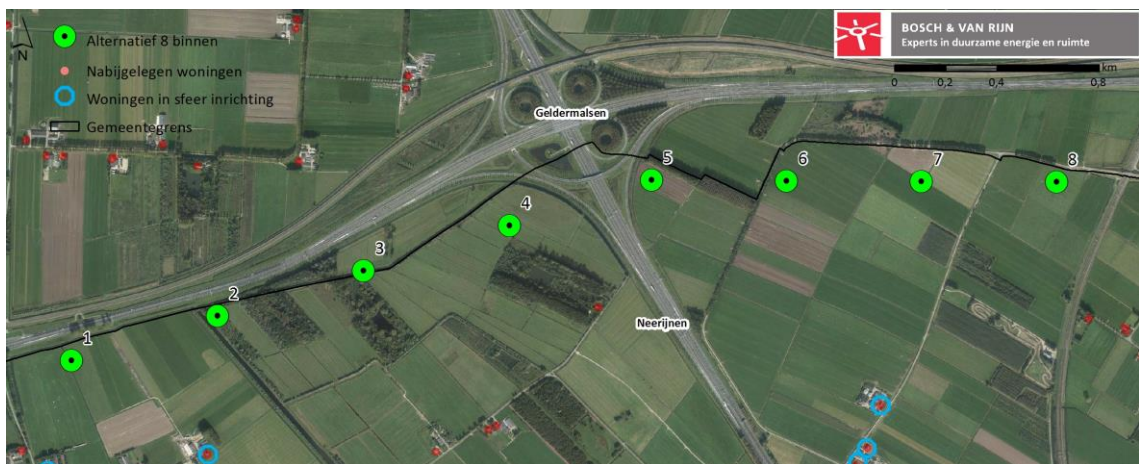 N
Alternatief 8 binnen
Nabijgelegen woningen
Woningen in sfeer inrichting
Gemeentegrens
BOSCH & VAN RIJN
Experts in duurzame energie en ruimte
km
0 0,2 0,4 0,8
Geldermalsen
Neerijnen
1
2
3
4
5
6
7
8